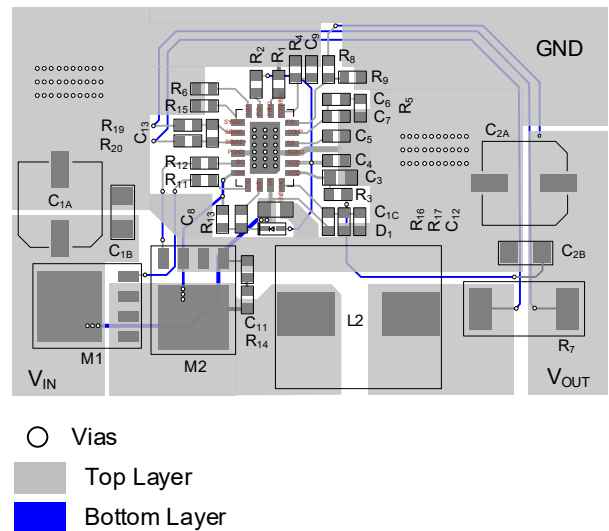 GND
R2
R1
R4
C9
R8
R9
R6
R15
C6
R5
C7
R19
C13
R20
C5
C2A
R12
C4
R11
C3
C1A
R3
C8
R13
C1C
R16
R17
C12
D1
C1B
C2B
C11
R14
L2
R7
M1
M2
VIN
VOUT
Vias
Top Layer
Bottom Layer